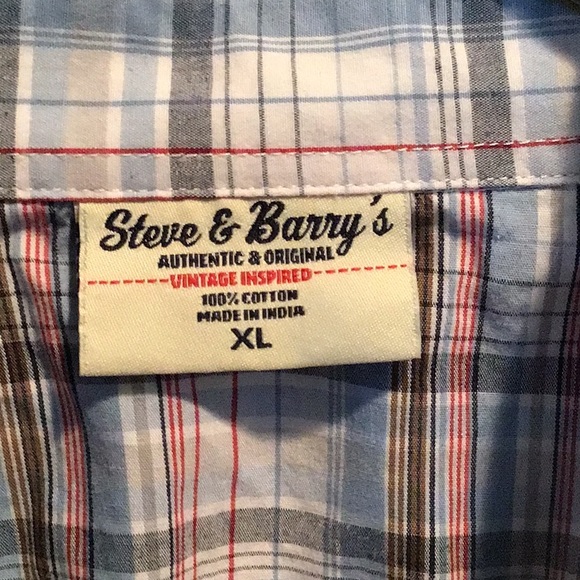 Steve & Barry's
AUTHENTIC & ORIGINAL
VINTAGE INSPIRED
100% COTTON
MADE IN INDIA
XL